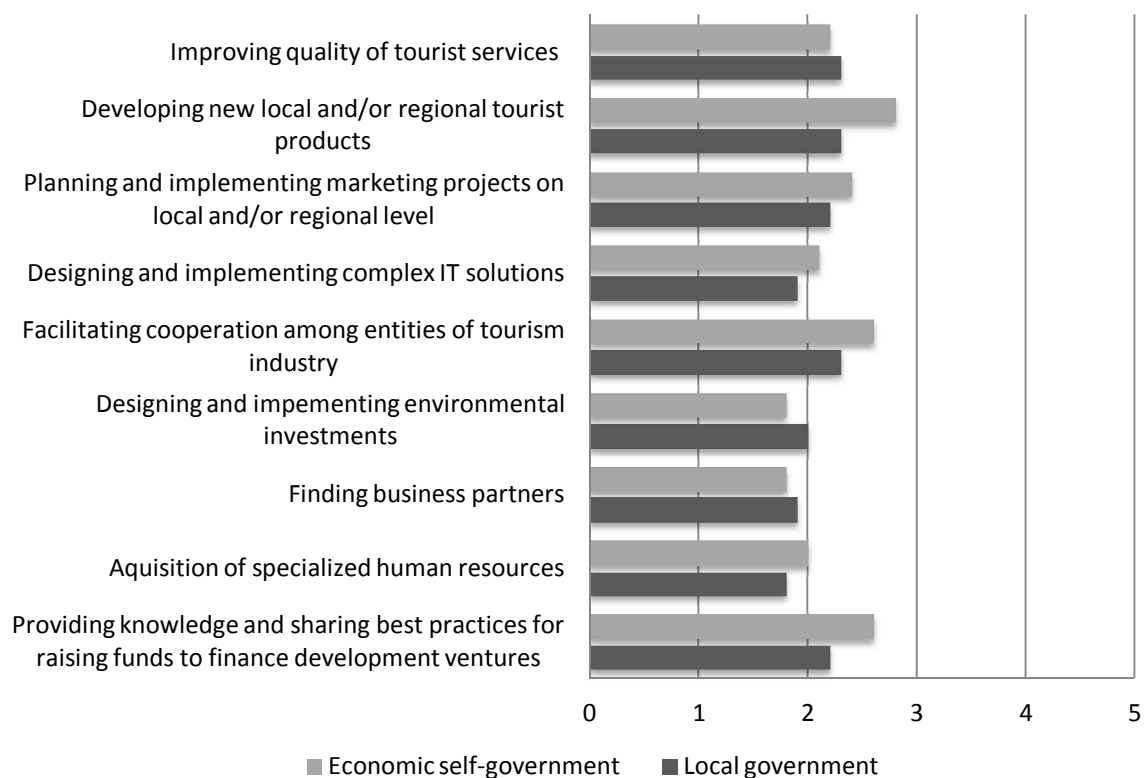 Improving quality of tourist services
Developing new local and/or regional tourist
products
Planning and implementing marketing projects on
local and/or regional level
Designing and implementing complex IT solutions
Facilitating cooperation among entities of tourism
industry
Designing and impementing environmental
investments
Finding business partners
Aquisition of specialized human resources
Providing knowledge and sharing best practices for
raising funds to finance development ventures
0 1 2 3 4 5
Economic self-government Local government